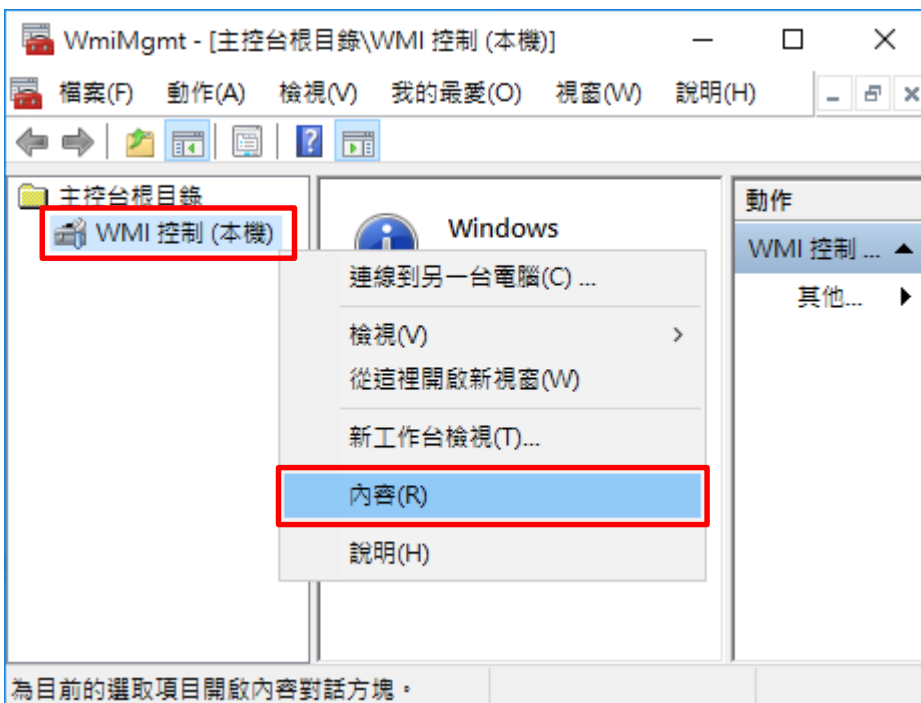 WmiMgmt - [主控台根目錄\WMI 控制 (本機)]
檔案(F) 動作(A) 檢視(V) 我的最愛(O) 視窗(W) 說明(H)
主控台根目錄
WMI 控制 (本機)
Windows
連線到另一台電腦(C) ...
檢視(V)
從這裡開啟新視窗(W)
新工作台檢視(T)...
內容(R)
說明(H)
動作
WMI 控制 ...
其他...
為目前的選取項目開啟內容對話方塊。